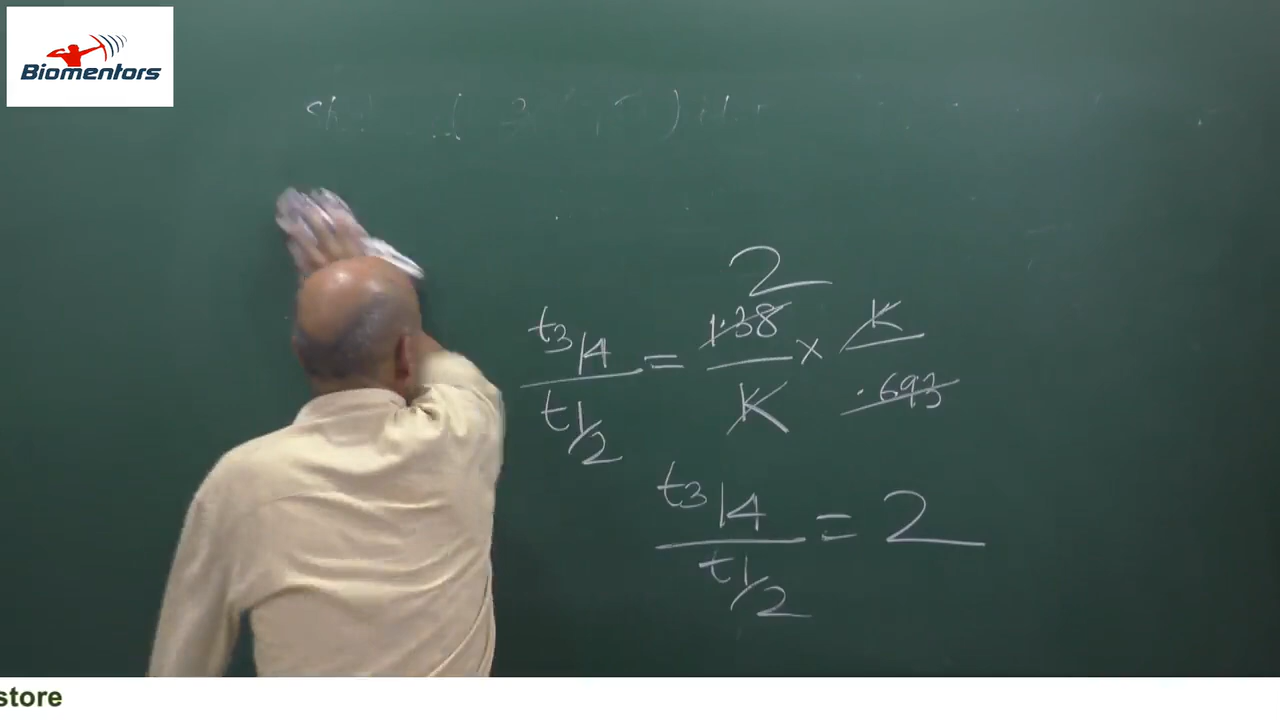 Biomentors
2
t3/4 / t1/2 = 1.38 / K × K / .693
t3/4 / t1/2 = 2
store